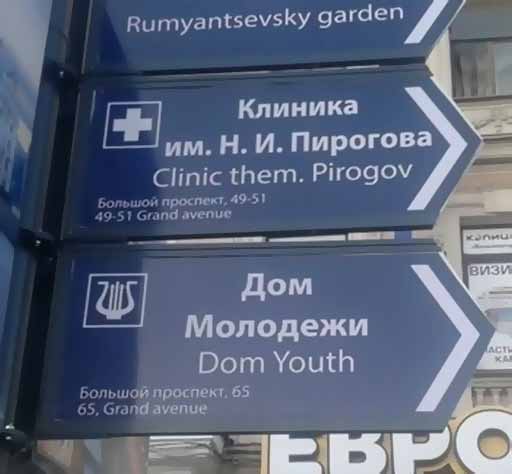 Rumyantsevsky garden
Клиника
им. Н. И. Пирогова
Clinic them. Pirogov
Большой проспект, 49-51
49-51 Grand avenue
Дом
Молодежи
Dom Youth
Большой проспект, 65
65, Grand avenue
ВИЗИ
ЕВРО